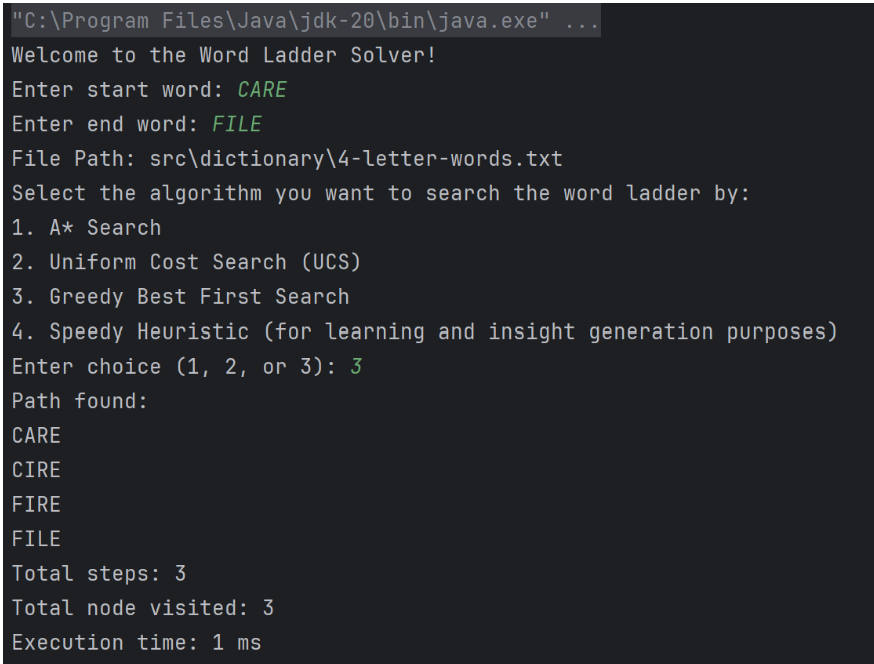 "C:\Program Files\Java\jdk-20\bin\java.exe" ...
Welcome to the Word Ladder Solver!
Enter start word: CARE
Enter end word: FILE
File Path: src\dictionary\4-letter-words.txt
Select the algorithm you want to search the word ladder by:
1. A* Search
2. Uniform Cost Search (UCS)
3. Greedy Best First Search
4. Speedy Heuristic (for learning and insight generation purposes)
Enter choice (1, 2, or 3): 3
Path found:
CARE
CIRE
FIRE
FILE
Total steps: 3
Total node visited: 3
Execution time: 1 ms